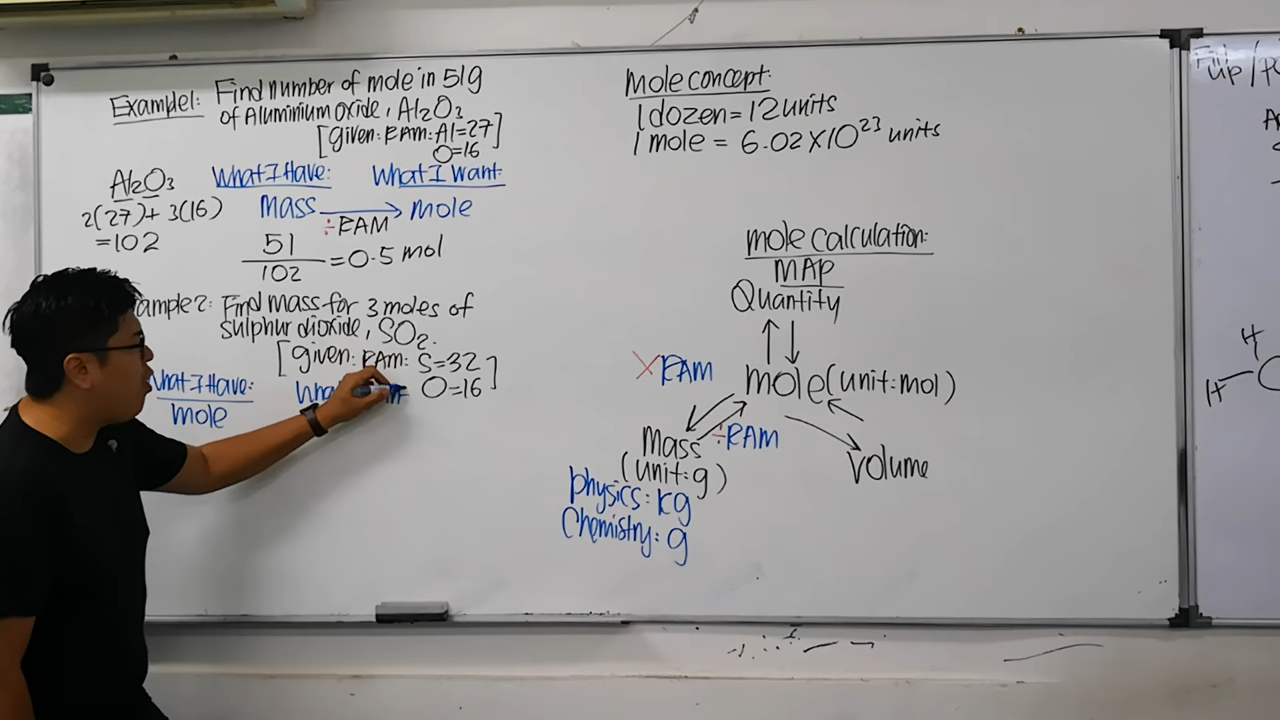 Example1: Find number of mole in 51g
of Aluminium oxide, Al2O3
[given: RAM: Al=27]
O=16
Al2O3
2(27)+ 3(16)
=102
What I Have: What I Want:
Mass ÷RAM mole
51
102
=0.5 mol
ample2: Find mass for 3 moles of
sulphur dioxide, SO2.
[given: RAM: S=32]
O=16
What I Have:
mole
Mole concept:
1 dozen = 12 units
1 mole = 6.02×10²³ units
mole calculation:
MAP
Quantity
×RAM
mole (unit: mol)
Mass
÷RAM
(unit: g)
Volume
physics: kg
Chemistry: g
up/
H
H